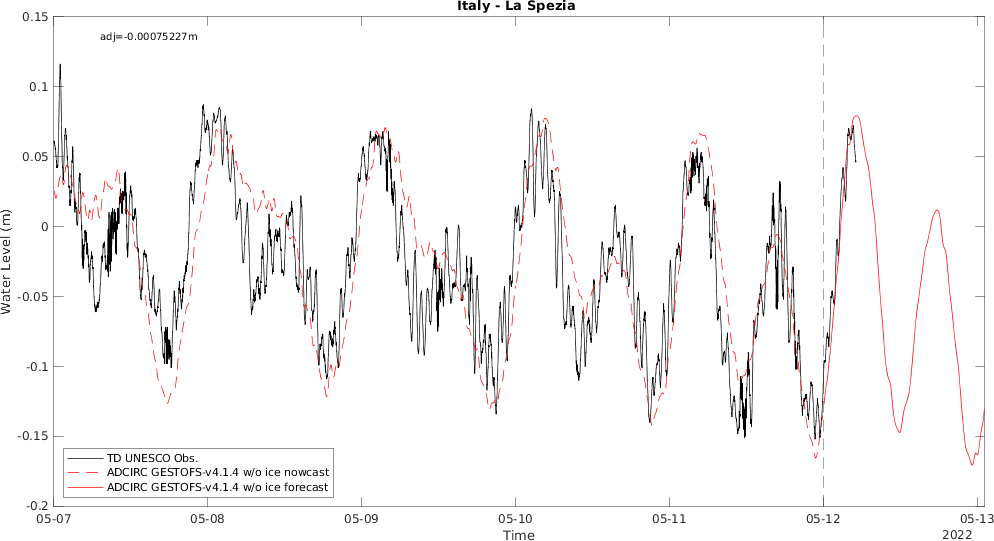 Italy - La Spezia
adj=-0.00075227m
0.15
0.1
0.05
0
-0.05
-0.1
-0.15
-0.2
Water Level (m)
TD UNESCO Obs.
ADCIRC GESTOFS-v4.1.4 w/o ice nowcast
ADCIRC GESTOFS-v4.1.4 w/o ice forecast
05-07 05-08 05-09 05-10 05-11 05-12 05-13
Time
2022